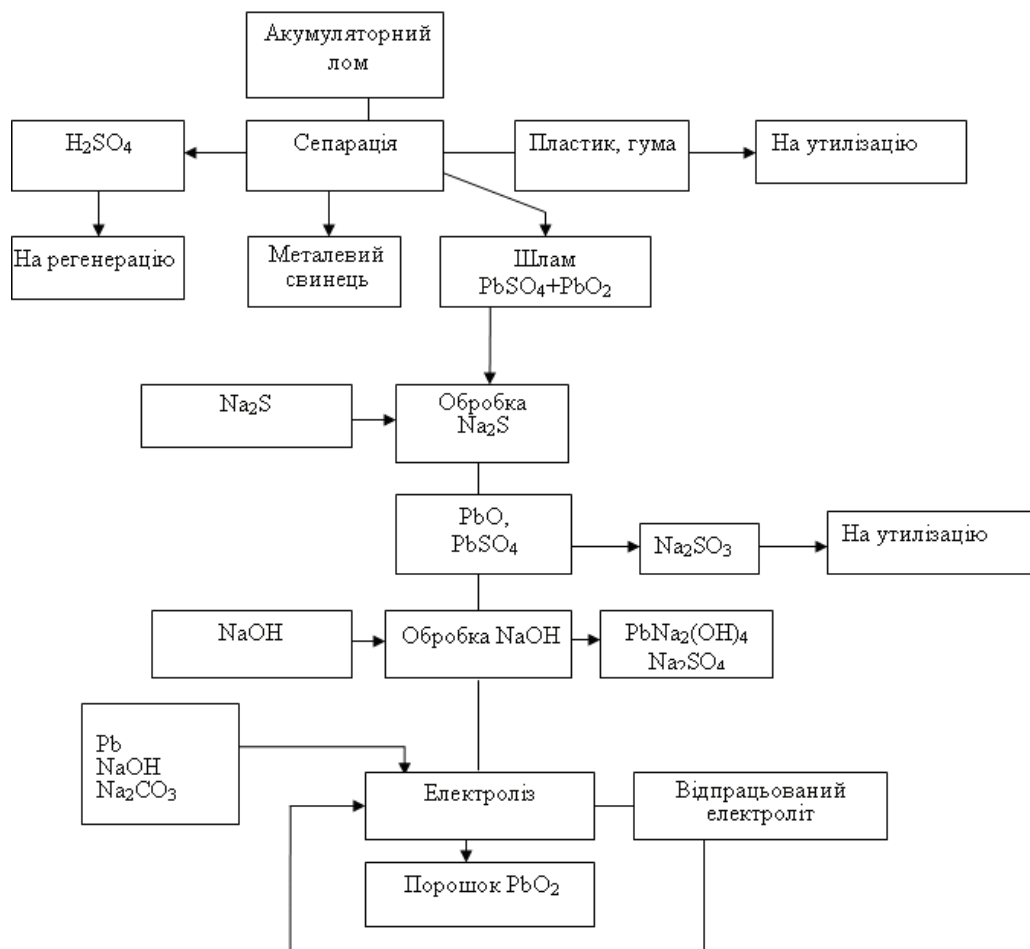 Акумуляторний
лом
H₂SO₄
Сепарація
Пластик, гума
На утилізацію
На регенерацію
Металевий
свинець
Шлам
PbSO₄+PbO₂
Na₂S
Обробка
Na₂S
PbO,
PbSO₄
Na₂SO₃
На утилізацію
NaOH
Обробка NaOH
PbNa₂(OH)₄
Na₂SO₄
Pb
NaOH
Na₂CO₃
Електроліз
Відпрацьований
електроліт
Порошок PbO₂